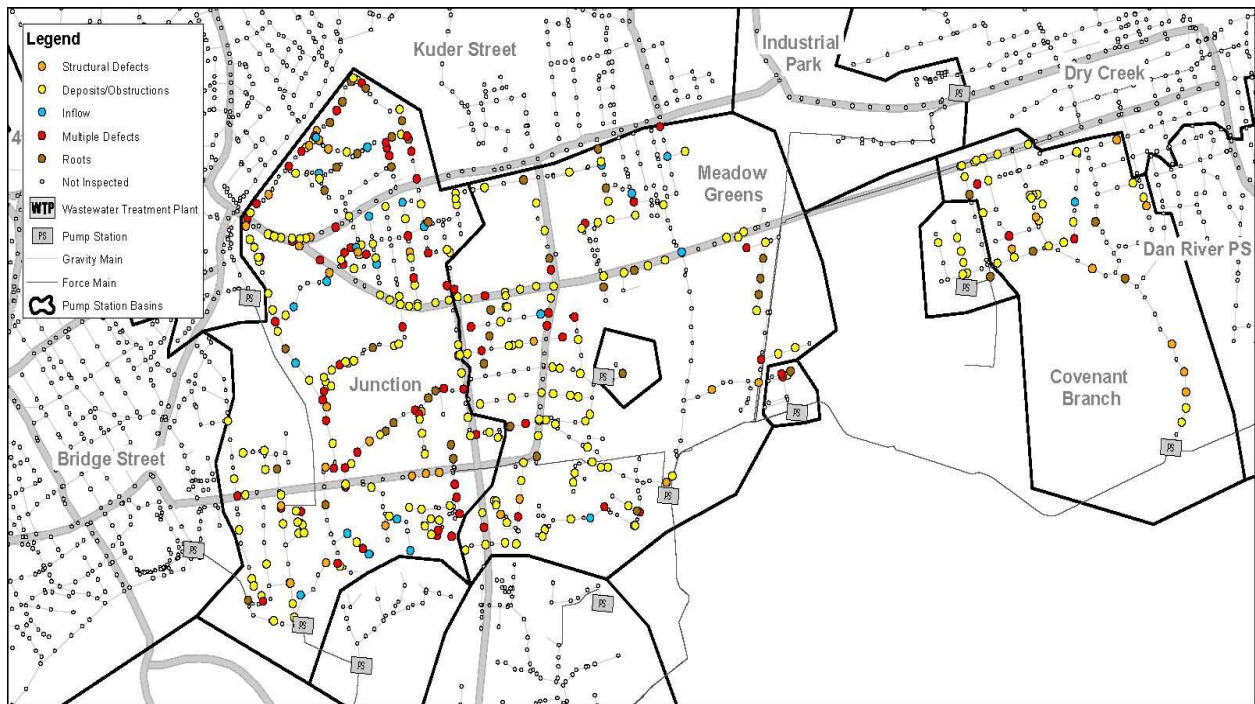 Legend
Structural Defects
Deposits/Obstructions
Inflow
Multiple Defects
Roots
Not Inspected
WTP Wastewater Treatment Plant
PS Pump Station
Gravity Main
Force Main
Pump Station Basins
Kuder Street
Industrial
Park
Dry Creek
PS
4
Meadow
Greens
Dan River PS
PS
PS
PS
Junction
Covenant
Branch
PS
Bridge Street
PS
PS
PS
PS
PS
PS